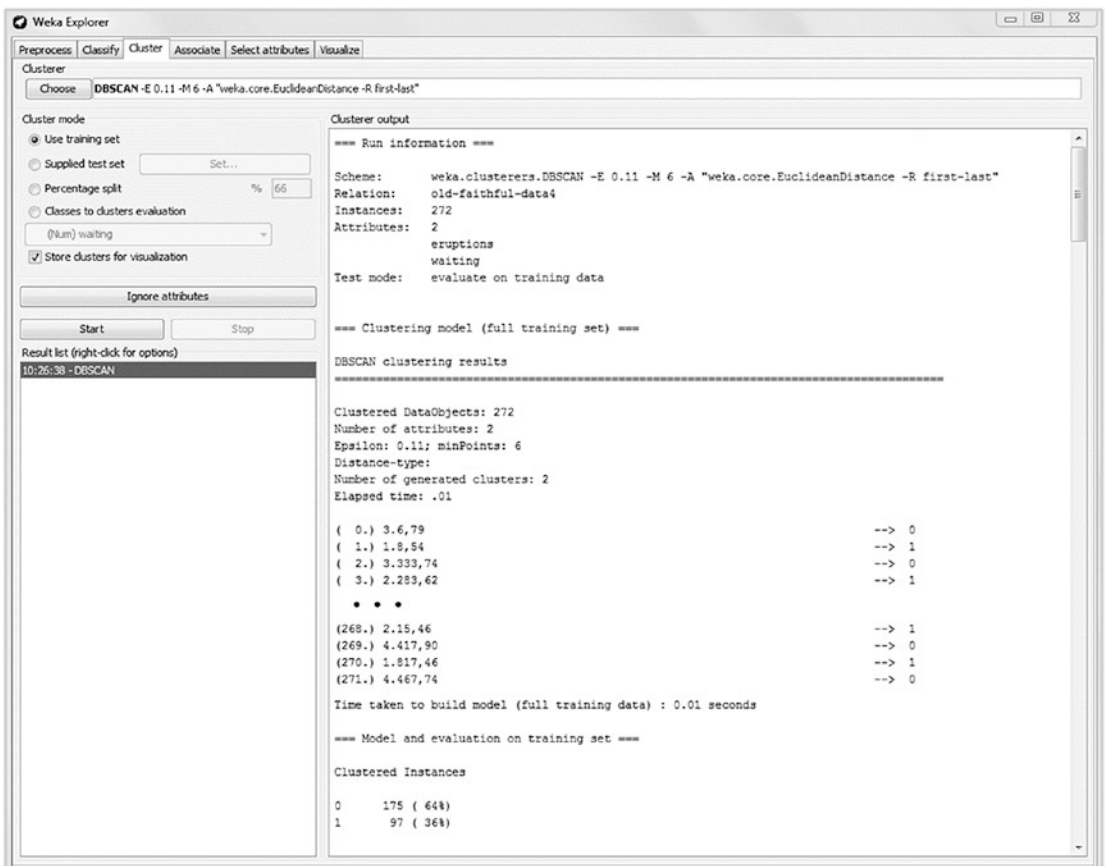 Weka Explorer
Preprocess Classify Cluster Associate Select attributes Visualize
Clusterer
Choose DBSCAN -E 0.11 -M 6 -A "weka.core.EuclideanDistance -R first-last"
Cluster mode
Use training set
Supplied test set Set...
Percentage split % 66
Classes to clusters evaluation
(Num) waiting
Store clusters for visualization
Ignore attributes
Start Stop
Result list (right-click for options)
10:26:38 - DBSCAN
Clusterer output
=== Run information ===
Scheme: weka.clusterers.DBSCAN -E 0.11 -M 6 -A "weka.core.EuclideanDistance -R first-last"
Relation: old-faithful-data4
Instances: 272
Attributes: 2
eruptions
waiting
Test mode: evaluate on training data
=== Clustering model (full training set) ===
DBSCAN clustering results
========================================================================================
Clustered DataObjects: 272
Number of attributes: 2
Epsilon: 0.11; minPoints: 6
Distance-type:
Number of generated clusters: 2
Elapsed time: .01
( 0.) 3.6,79 --> 0
( 1.) 1.8,54 --> 1
( 2.) 3.333,74 --> 0
( 3.) 2.283,62 --> 1
• • •
(268.) 2.15,46 --> 1
(269.) 4.417,90 --> 0
(270.) 1.817,46 --> 1
(271.) 4.467,74 --> 0
Time taken to build model (full training data) : 0.01 seconds
=== Model and evaluation on training set ===
Clustered Instances
0 175 ( 64%)
1 97 ( 36%)